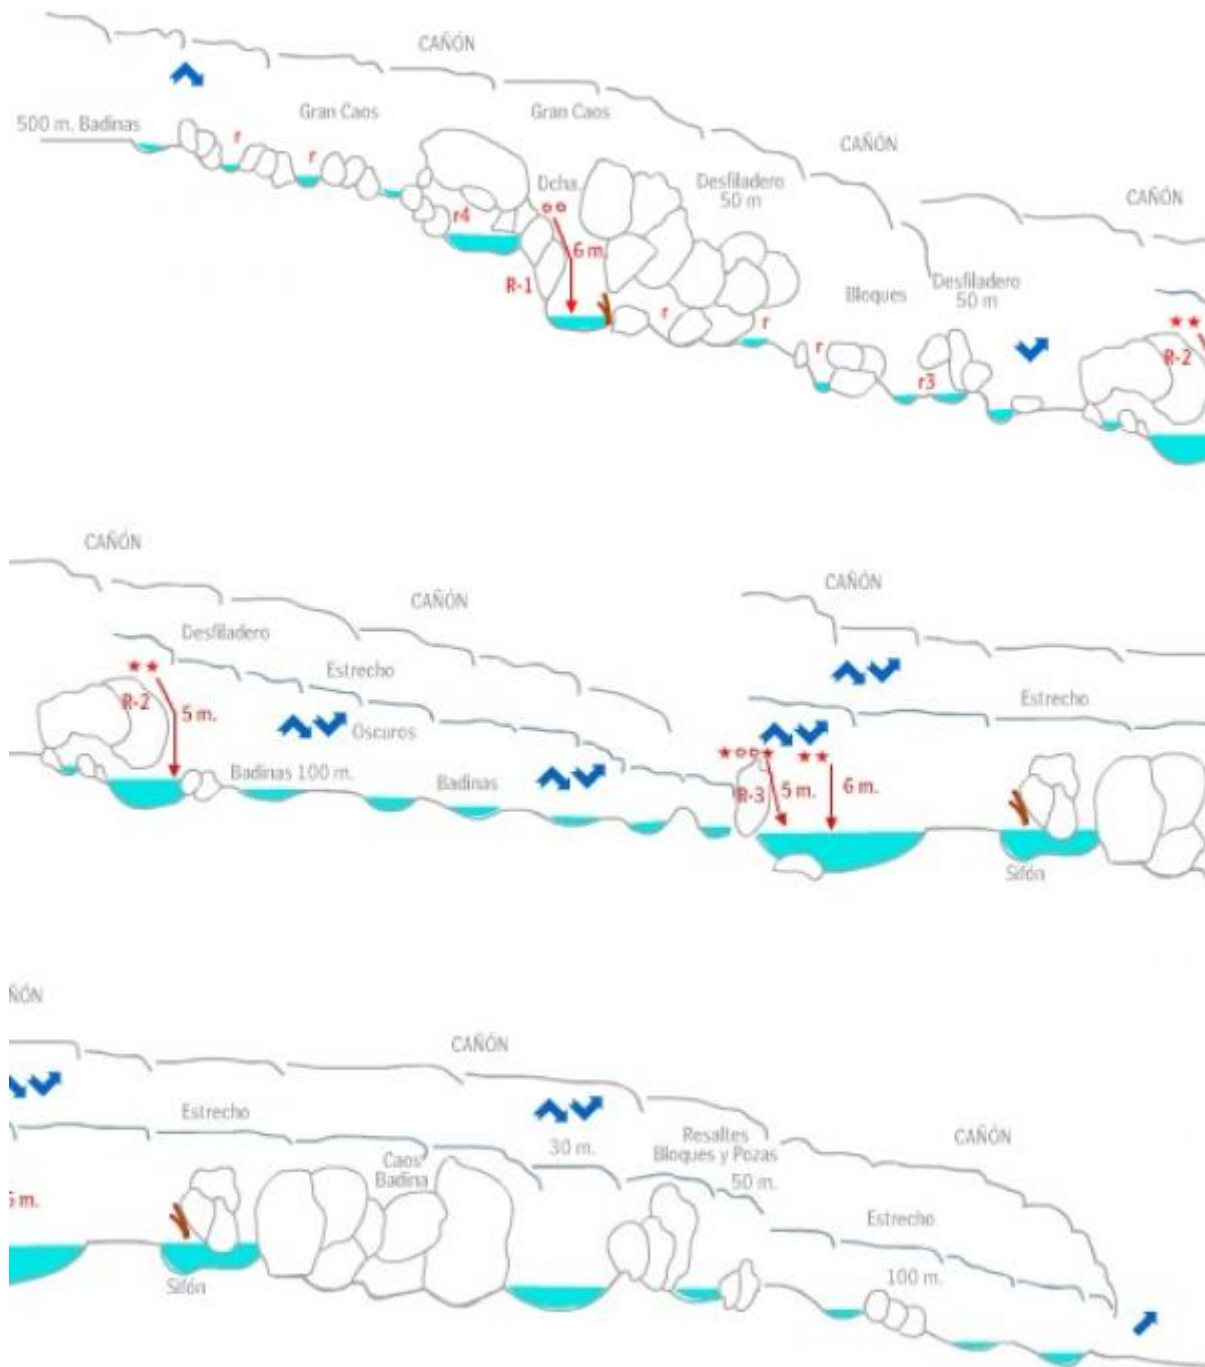 CAÑÓN
500 m. Badinas
Gran Caos
Gran Caos
CAÑÓN
CAÑÓN
r
r
r4
Dcha.
6 m.
R-1
Desfiladero
50 m
r
r
Bloques
r
r3
Desfiladero
50 m
R-2
CAÑÓN
CAÑÓN
CAÑÓN
Desfiladero
Estrecho
Estrecho
R-2
5 m.
Oscuros
Badinas 100 m.
Badinas
R-3
5 m.
6 m.
Sifón
ÑÓN
CAÑÓN
Estrecho
30 m.
Resaltes
Bloques y Pozas
50 m.
CAÑÓN
Caos
Badina
5 m.
Sifón
Estrecho
100 m.